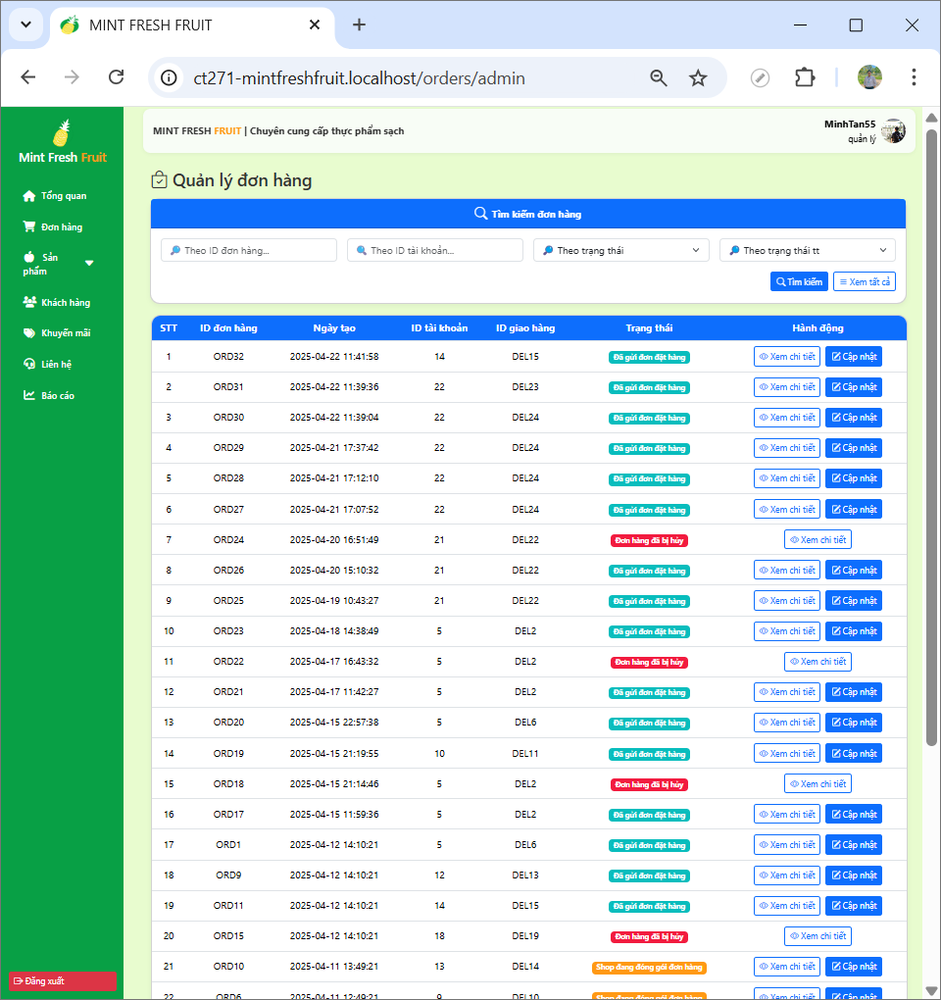 MINT FRESH FRUIT
ct271-mintfreshfruit.localhost/orders/admin
Mint Fresh Fruit
Tổng quan
Đơn hàng
Sản phẩm
Khách hàng
Khuyến mãi
Liên hệ
Báo cáo
Đăng xuất
MINT FRESH FRUIT | Chuyên cung cấp thực phẩm sạch
MinhTan55
quản lý
Quản lý đơn hàng
Tìm kiếm đơn hàng
Theo ID đơn hàng... Theo ID tài khoản... Theo trạng thái Theo trạng thái tt
Tìm kiếm Xem tất cả
STT ID đơn hàng Ngày tạo ID tài khoản ID giao hàng Trạng thái Hành động
1 ORD32 2025-04-22 11:41:58 14 DEL15 Đã gửi đơn đặt hàng Xem chi tiết Cập nhật
2 ORD31 2025-04-22 11:39:36 22 DEL23 Đã gửi đơn đặt hàng Xem chi tiết Cập nhật
3 ORD30 2025-04-22 11:39:04 22 DEL24 Đã gửi đơn đặt hàng Xem chi tiết Cập nhật
4 ORD29 2025-04-21 17:37:42 22 DEL24 Đã gửi đơn đặt hàng Xem chi tiết Cập nhật
5 ORD28 2025-04-21 17:12:10 22 DEL24 Đã gửi đơn đặt hàng Xem chi tiết Cập nhật
6 ORD27 2025-04-21 17:07:52 22 DEL24 Đã gửi đơn đặt hàng Xem chi tiết Cập nhật
7 ORD24 2025-04-20 16:51:49 21 DEL22 Đơn hàng đã bị hủy Xem chi tiết
8 ORD26 2025-04-20 15:10:32 21 DEL22 Đã gửi đơn đặt hàng Xem chi tiết Cập nhật
9 ORD25 2025-04-19 10:43:27 21 DEL22 Đã gửi đơn đặt hàng Xem chi tiết Cập nhật
10 ORD23 2025-04-18 14:38:49 5 DEL2 Đã gửi đơn đặt hàng Xem chi tiết Cập nhật
11 ORD22 2025-04-17 16:43:32 5 DEL2 Đơn hàng đã bị hủy Xem chi tiết
12 ORD21 2025-04-17 11:42:27 5 DEL2 Đã gửi đơn đặt hàng Xem chi tiết Cập nhật
13 ORD20 2025-04-15 22:57:38 5 DEL6 Đã gửi đơn đặt hàng Xem chi tiết Cập nhật
14 ORD19 2025-04-15 21:19:55 10 DEL11 Đã gửi đơn đặt hàng Xem chi tiết Cập nhật
15 ORD18 2025-04-15 21:14:46 5 DEL2 Đơn hàng đã bị hủy Xem chi tiết
16 ORD17 2025-04-15 11:59:36 5 DEL2 Đã gửi đơn đặt hàng Xem chi tiết Cập nhật
17 ORD1 2025-04-12 14:10:21 5 DEL6 Đã gửi đơn đặt hàng Xem chi tiết Cập nhật
18 ORD9 2025-04-12 14:10:21 12 DEL13 Đã gửi đơn đặt hàng Xem chi tiết Cập nhật
19 ORD11 2025-04-12 14:10:21 14 DEL15 Đã gửi đơn đặt hàng Xem chi tiết Cập nhật
20 ORD15 2025-04-12 14:10:21 18 DEL19 Đơn hàng đã bị hủy Xem chi tiết
21 ORD10 2025-04-11 13:49:21 13 DEL14 Shop đang đóng gói đơn hàng Xem chi tiết Cập nhật
22 ORD6 2025-04-11 12:49:21 9 DEL10 Shop đang đóng gói đơn hàng Xem chi tiết Cập nhật